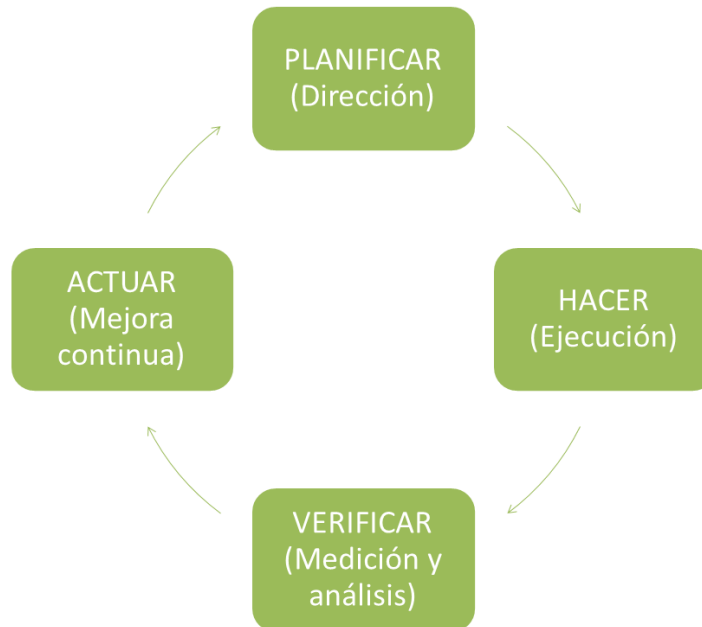 PLANIFICAR
(Dirección)
HACER
(Ejecución)
VERIFICAR
(Medición y
análisis)
ACTUAR
(Mejora
continua)